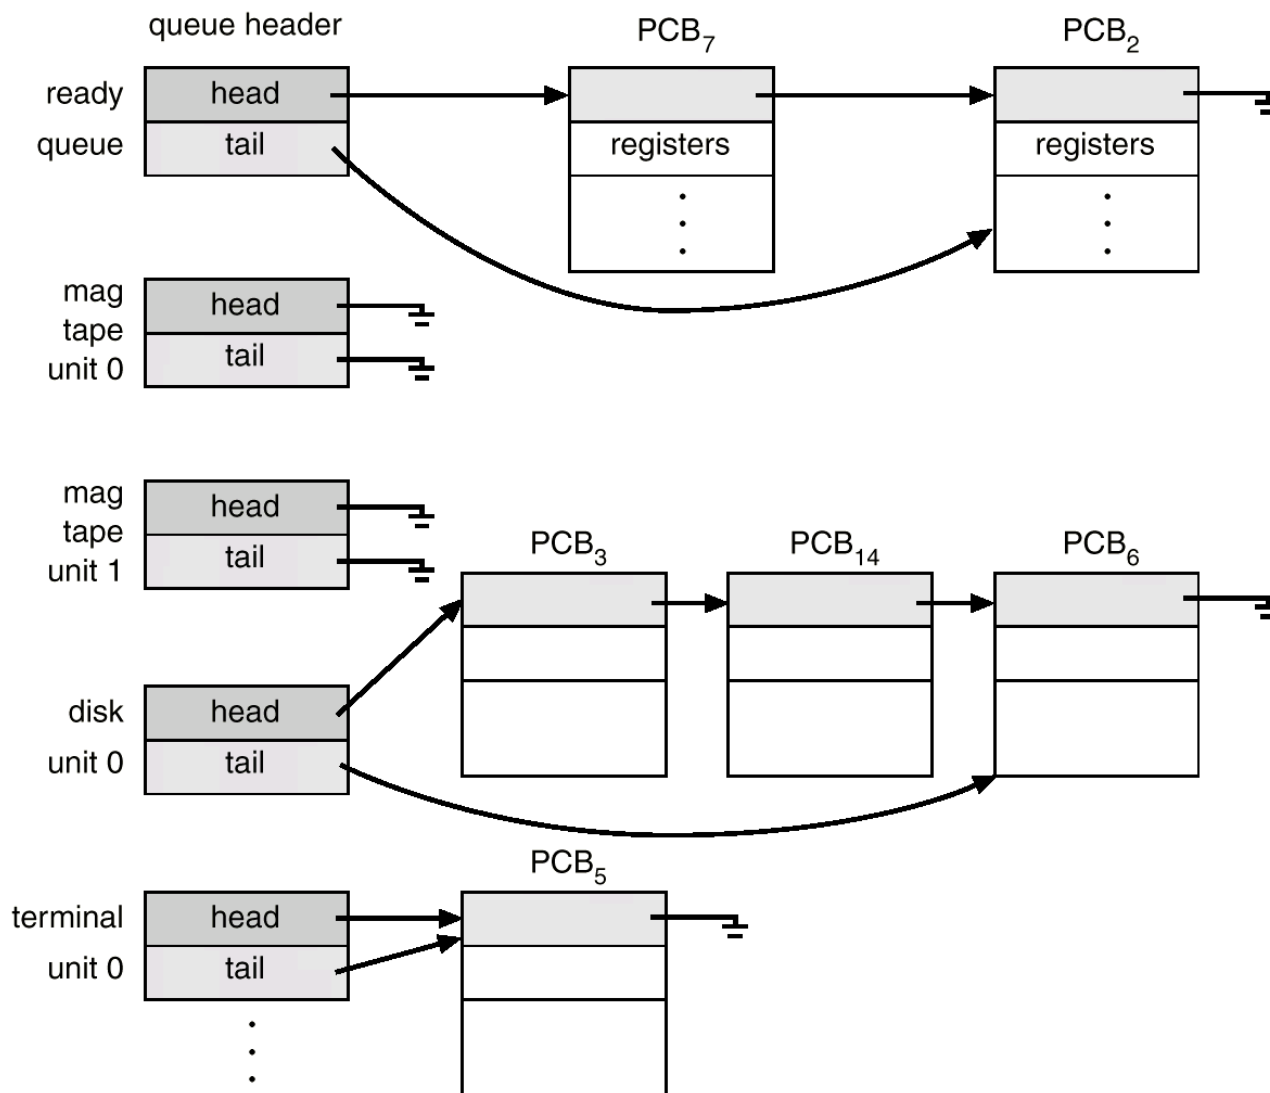 queue header
PCB7
PCB2
ready
head
queue
tail
registers
registers
mag
tape
unit 0
head
tail
mag
tape
unit 1
head
tail
PCB3
PCB14
PCB6
disk
head
unit 0
tail
PCB5
terminal
head
unit 0
tail